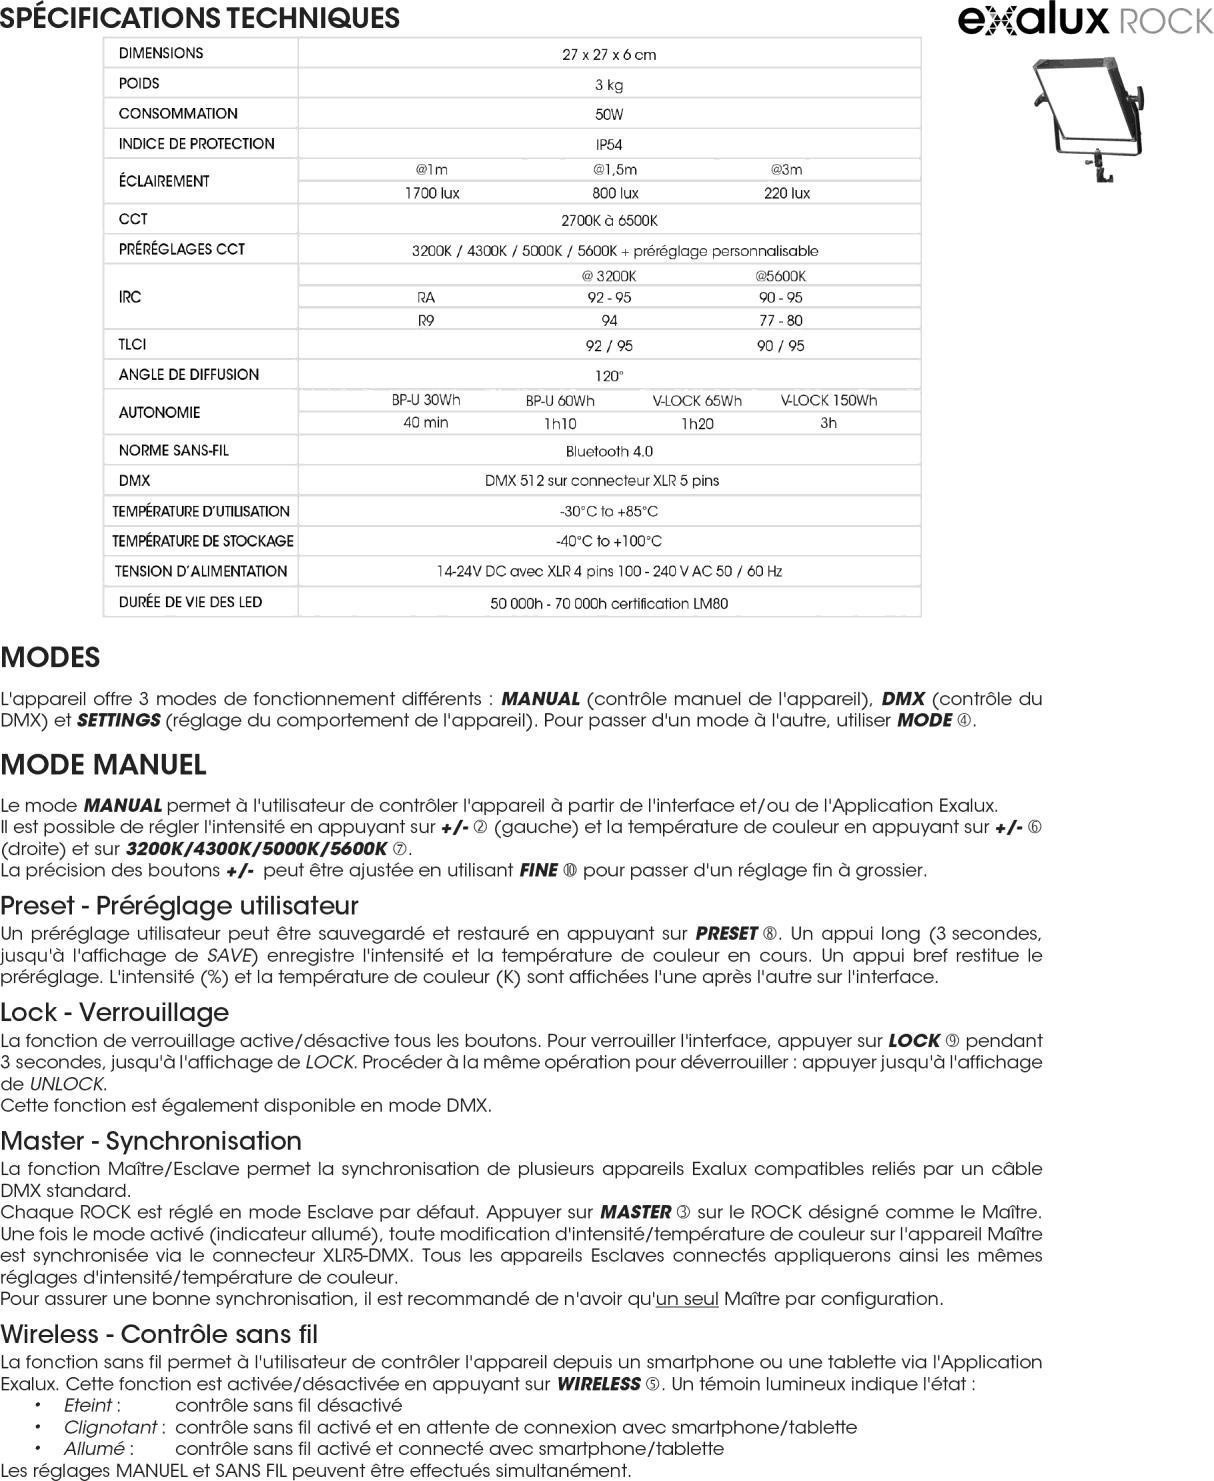 SPÉCIFICATIONS TECHNIQUES
exalux ROCK
DIMENSIONS 27 x 27 x 6 cm
POIDS 3 kg
CONSOMMATION 50W
INDICE DE PROTECTION IP54
ÉCLAIREMENT @1m @1,5m @3m
1700 lux 800 lux 220 lux
CCT 2700K à 6500K
PRÉRÉGLAGES CCT 3200K / 4300K / 5000K / 5600K + préréglage personnalisable
IRC @ 3200K @5600K
RA 92 - 95 90 - 95
R9 94 77 - 80
TLCI 92 / 95 90 / 95
ANGLE DE DIFFUSION 120°
AUTONOMIE BP-U 30Wh BP-U 60Wh V-LOCK 65Wh V-LOCK 150Wh
40 min 1h10 1h20 3h
NORME SANS-FIL Bluetooth 4.0
DMX DMX 512 sur connecteur XLR 5 pins
TEMPÉRATURE D'UTILISATION -30°C to +85°C
TEMPÉRATURE DE STOCKAGE -40°C to +100°C
TENSION D'ALIMENTATION 14-24V DC avec XLR 4 pins 100 - 240 V AC 50 / 60 Hz
DURÉE DE VIE DES LED 50 000h - 70 000h certification LM80
MODES
L'appareil offre 3 modes de fonctionnement différents : MANUAL (contrôle manuel de l'appareil), DMX (contrôle du
DMX) et SETTINGS (réglage du comportement de l'appareil). Pour passer d'un mode à l'autre, utiliser MODE ④.
MODE MANUEL
Le mode MANUAL permet à l'utilisateur de contrôler l'appareil à partir de l'interface et/ou de l'Application Exalux.
Il est possible de régler l'intensité en appuyant sur +/- ② (gauche) et la température de couleur en appuyant sur +/- ⑥
(droite) et sur 3200K/4300K/5000K/5600K ⑦.
La précision des boutons +/- peut être ajustée en utilisant FINE ⑩ pour passer d'un réglage fin à grossier.
Preset - Préréglage utilisateur
Un préréglage utilisateur peut être sauvegardé et restauré en appuyant sur PRESET ⑧. Un appui long (3 secondes,
jusqu'à l'affichage de SAVE) enregistre l'intensité et la température de couleur en cours. Un appui bref restitue le
préréglage. L'intensité (%) et la température de couleur (K) sont affichées l'une après l'autre sur l'interface.
Lock - Verrouillage
La fonction de verrouillage active/désactive tous les boutons. Pour verrouiller l'interface, appuyer sur LOCK ⑨ pendant
3 secondes, jusqu'à l'affichage de LOCK. Procéder à la même opération pour déverrouiller : appuyer jusqu'à l'affichage
de UNLOCK.
Cette fonction est également disponible en mode DMX.
Master - Synchronisation
La fonction Maître/Esclave permet la synchronisation de plusieurs appareils Exalux compatibles reliés par un câble
DMX standard.
Chaque ROCK est réglé en mode Esclave par défaut. Appuyer sur MASTER ③ sur le ROCK désigné comme le Maître.
Une fois le mode activé (indicateur allumé), toute modification d'intensité/température de couleur sur l'appareil Maître
est synchronisée via le connecteur XLR5-DMX. Tous les appareils Esclaves connectés appliquerons ainsi les mêmes
réglages d'intensité/température de couleur.
Pour assurer une bonne synchronisation, il est recommandé de n'avoir qu'un seul Maître par configuration.
Wireless - Contrôle sans fil
La fonction sans fil permet à l'utilisateur de contrôler l'appareil depuis un smartphone ou une tablette via l'Application
Exalux. Cette fonction est activée/désactivée en appuyant sur WIRELESS ⑤. Un témoin lumineux indique l'état :
• Eteint : contrôle sans fil désactivé
• Clignotant : contrôle sans fil activé et en attente de connexion avec smartphone/tablette
• Allumé : contrôle sans fil activé et connecté avec smartphone/tablette
Les réglages MANUEL et SANS FIL peuvent être effectués simultanément.